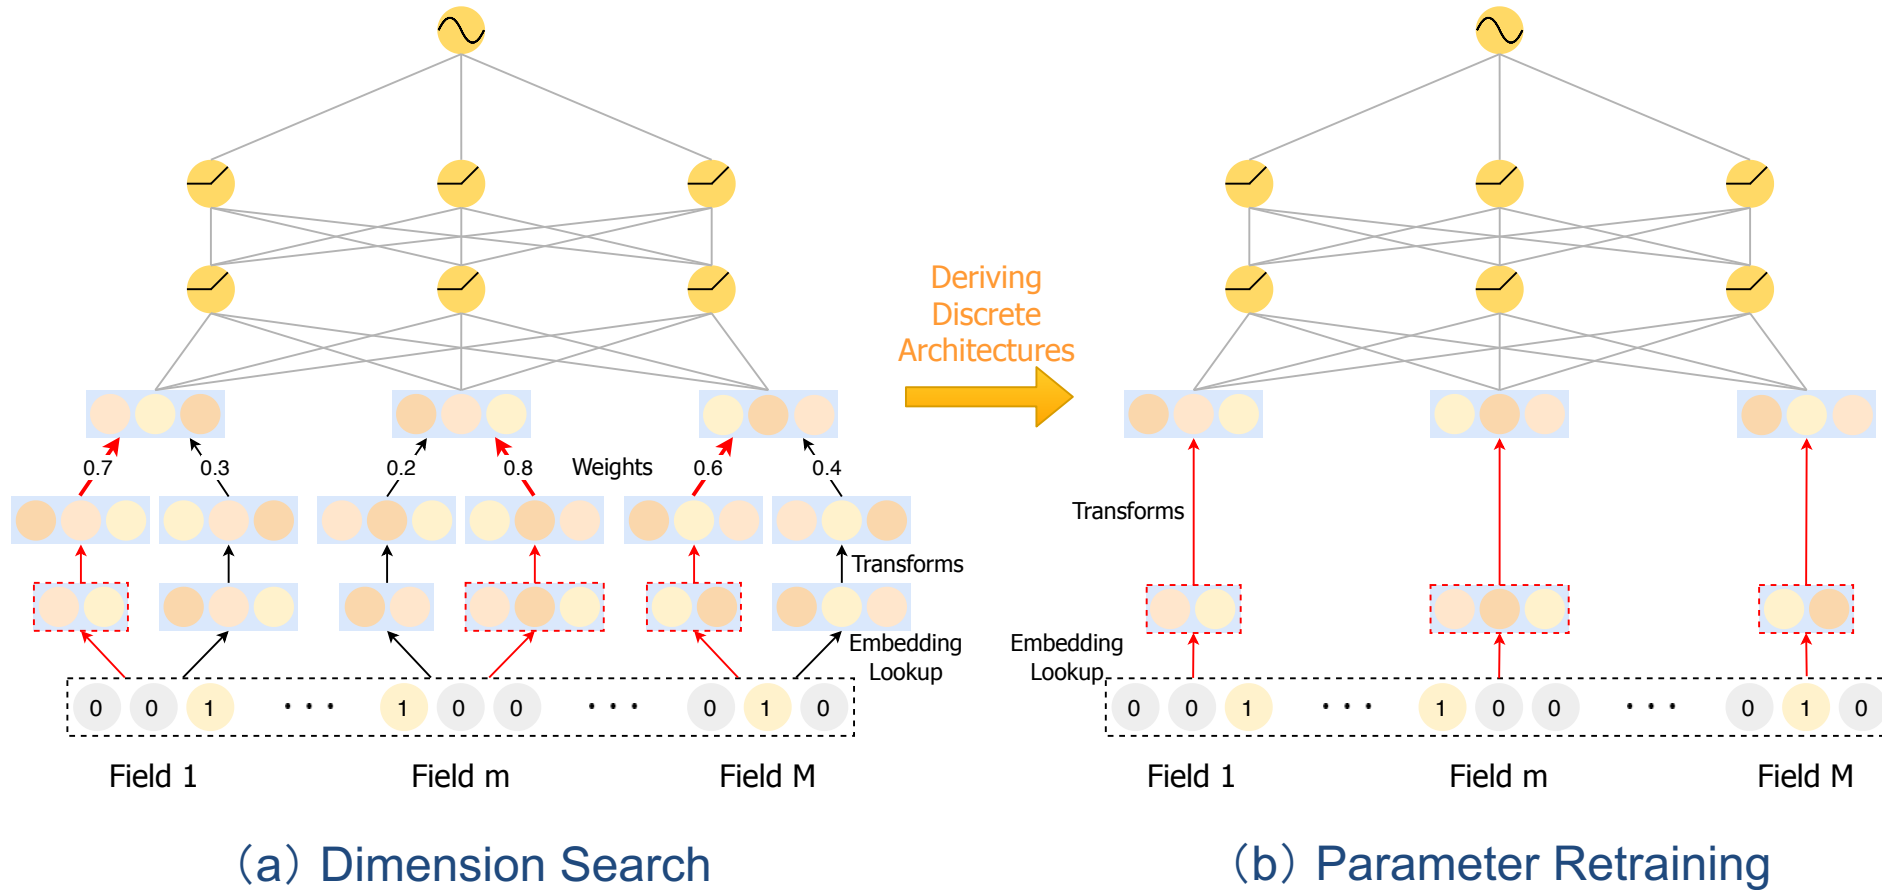 Deriving
Discrete
Architectures
0.7
0.3
0.2
0.8
Weights
0.6
0.4
Transforms
Embedding
Lookup
0 0 1 ··· 1 0 0 ··· 0 1 0
Field 1
Field m
Field M
(a) Dimension Search
Transforms
Embedding
Lookup
0 0 1 ··· 1 0 0 ··· 0 1 0
Field 1
Field m
Field M
(b) Parameter Retraining